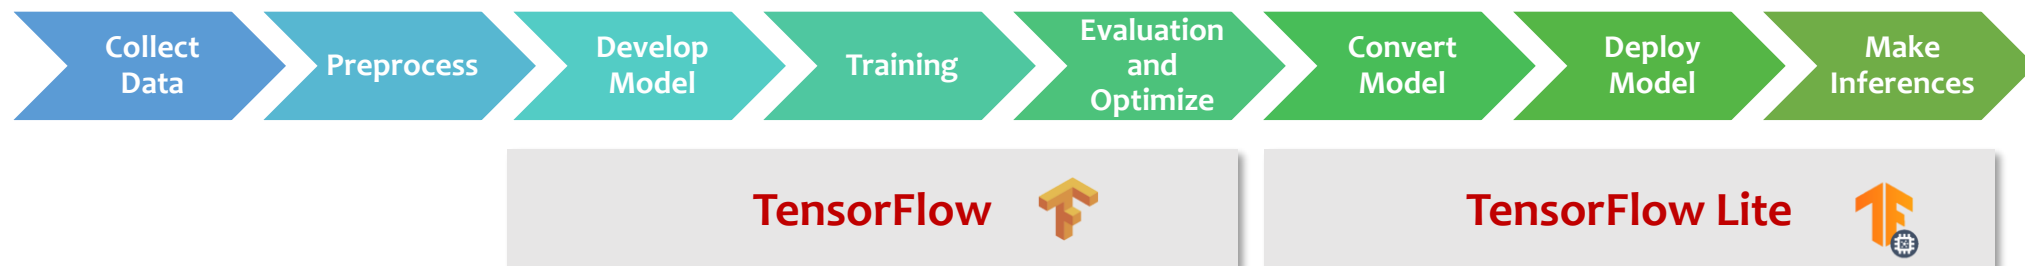 Collect
Data
Preprocess
Develop
Model
Training
Evaluation
and
Optimize
Convert
Model
Deploy
Model
Make
Inferences
TensorFlow
TensorFlow Lite